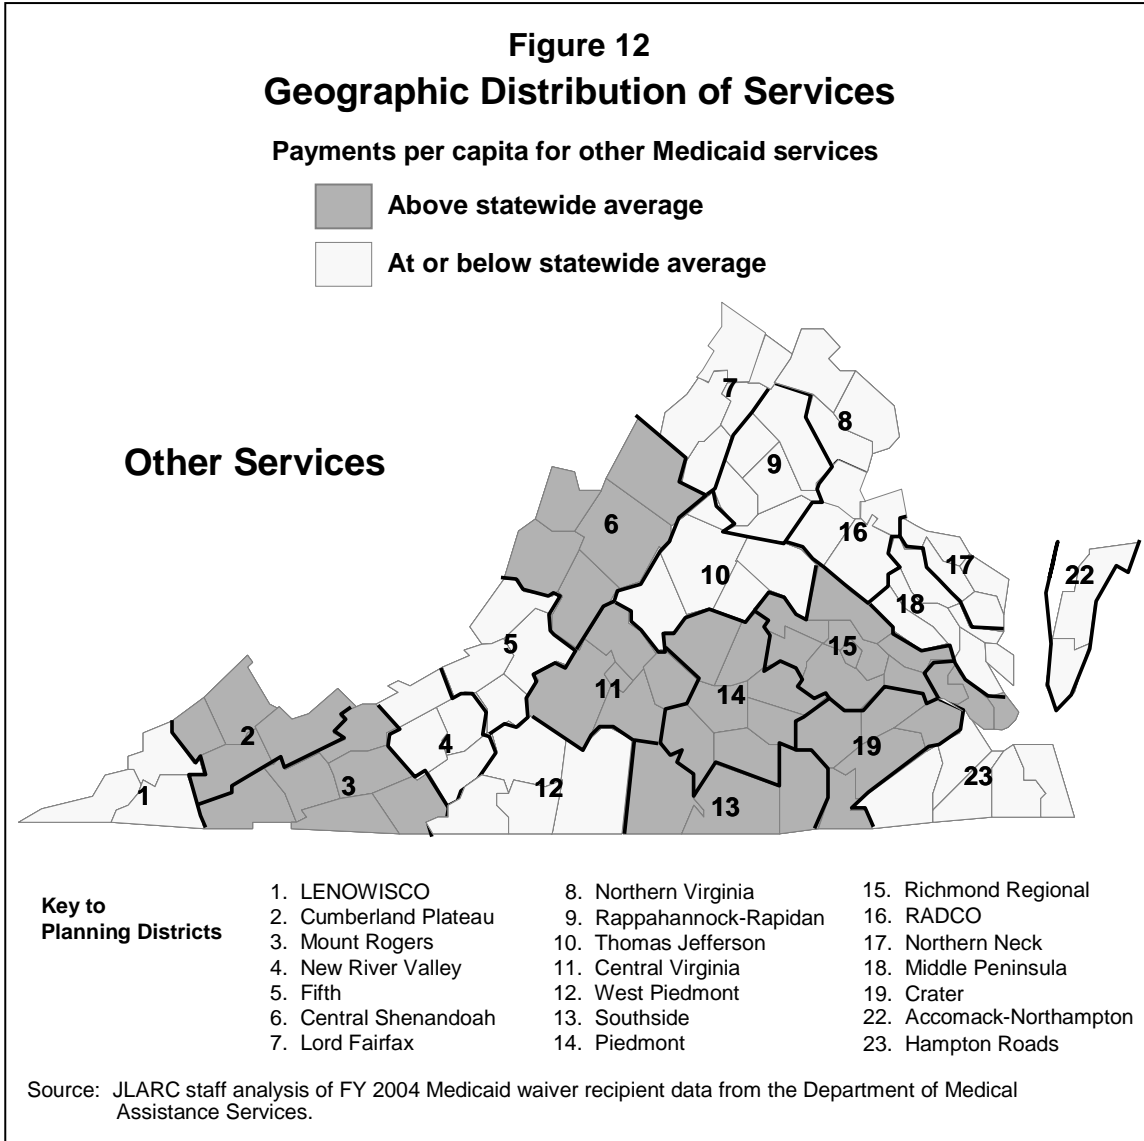 Figure 12
Geographic Distribution of Services
Payments per capita for other Medicaid services
Above statewide average
At or below statewide average
Other Services
7
8
9
6
16
17
22
10
18
5
15
11
14
2
4
19
3
12
1
23
13
Key to
Planning Districts
1. LENOWISCO
2. Cumberland Plateau
3. Mount Rogers
4. New River Valley
5. Fifth
6. Central Shenandoah
7. Lord Fairfax
8. Northern Virginia
9. Rappahannock-Rapidan
10. Thomas Jefferson
11. Central Virginia
12. West Piedmont
13. Southside
14. Piedmont
15. Richmond Regional
16. RADCO
17. Northern Neck
18. Middle Peninsula
19. Crater
22. Accomack-Northampton
23. Hampton Roads
Source: JLARC staff analysis of FY 2004 Medicaid waiver recipient data from the Department of Medical
Assistance Services.